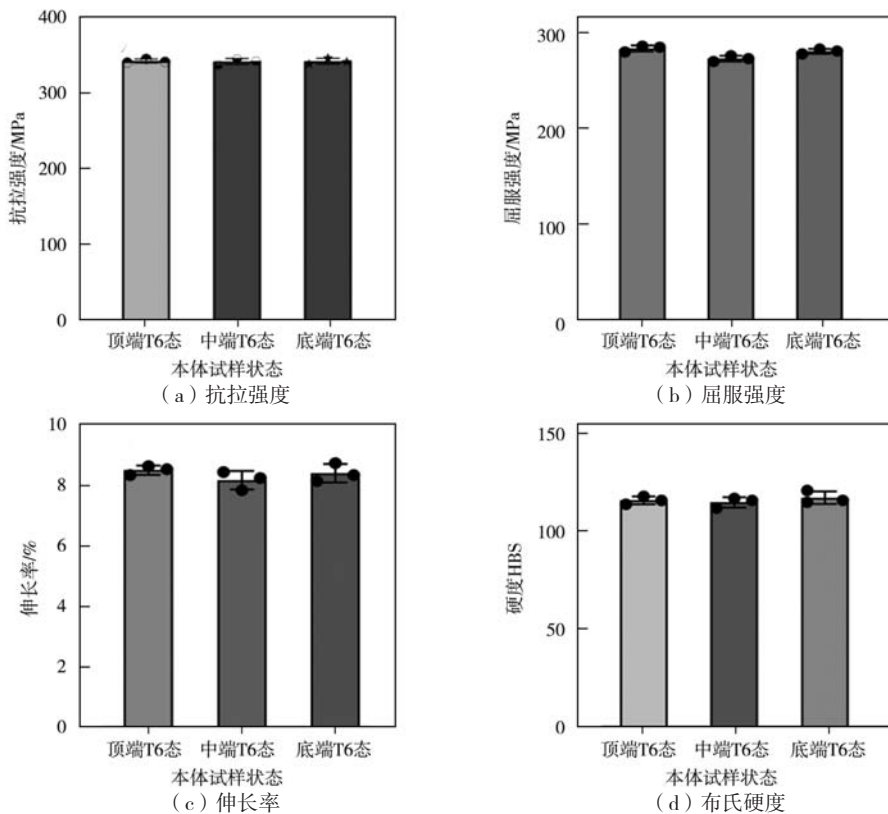 400
300
200
100
0
抗拉强度/MPa
顶端T6态 中端T6态 底端T6态
本体试样状态
（a）抗拉强度
300
200
100
0
屈服强度/MPa
顶端T6态 中端T6态 底端T6态
本体试样状态
（b）屈服强度
10
8
6
4
2
0
伸长率/%
顶端T6态 中端T6态 底端T6态
本体试样状态
（c）伸长率
150
100
50
0
硬度HBS
顶端T6态 中端T6态 底端T6态
本体试样状态
（d）布氏硬度